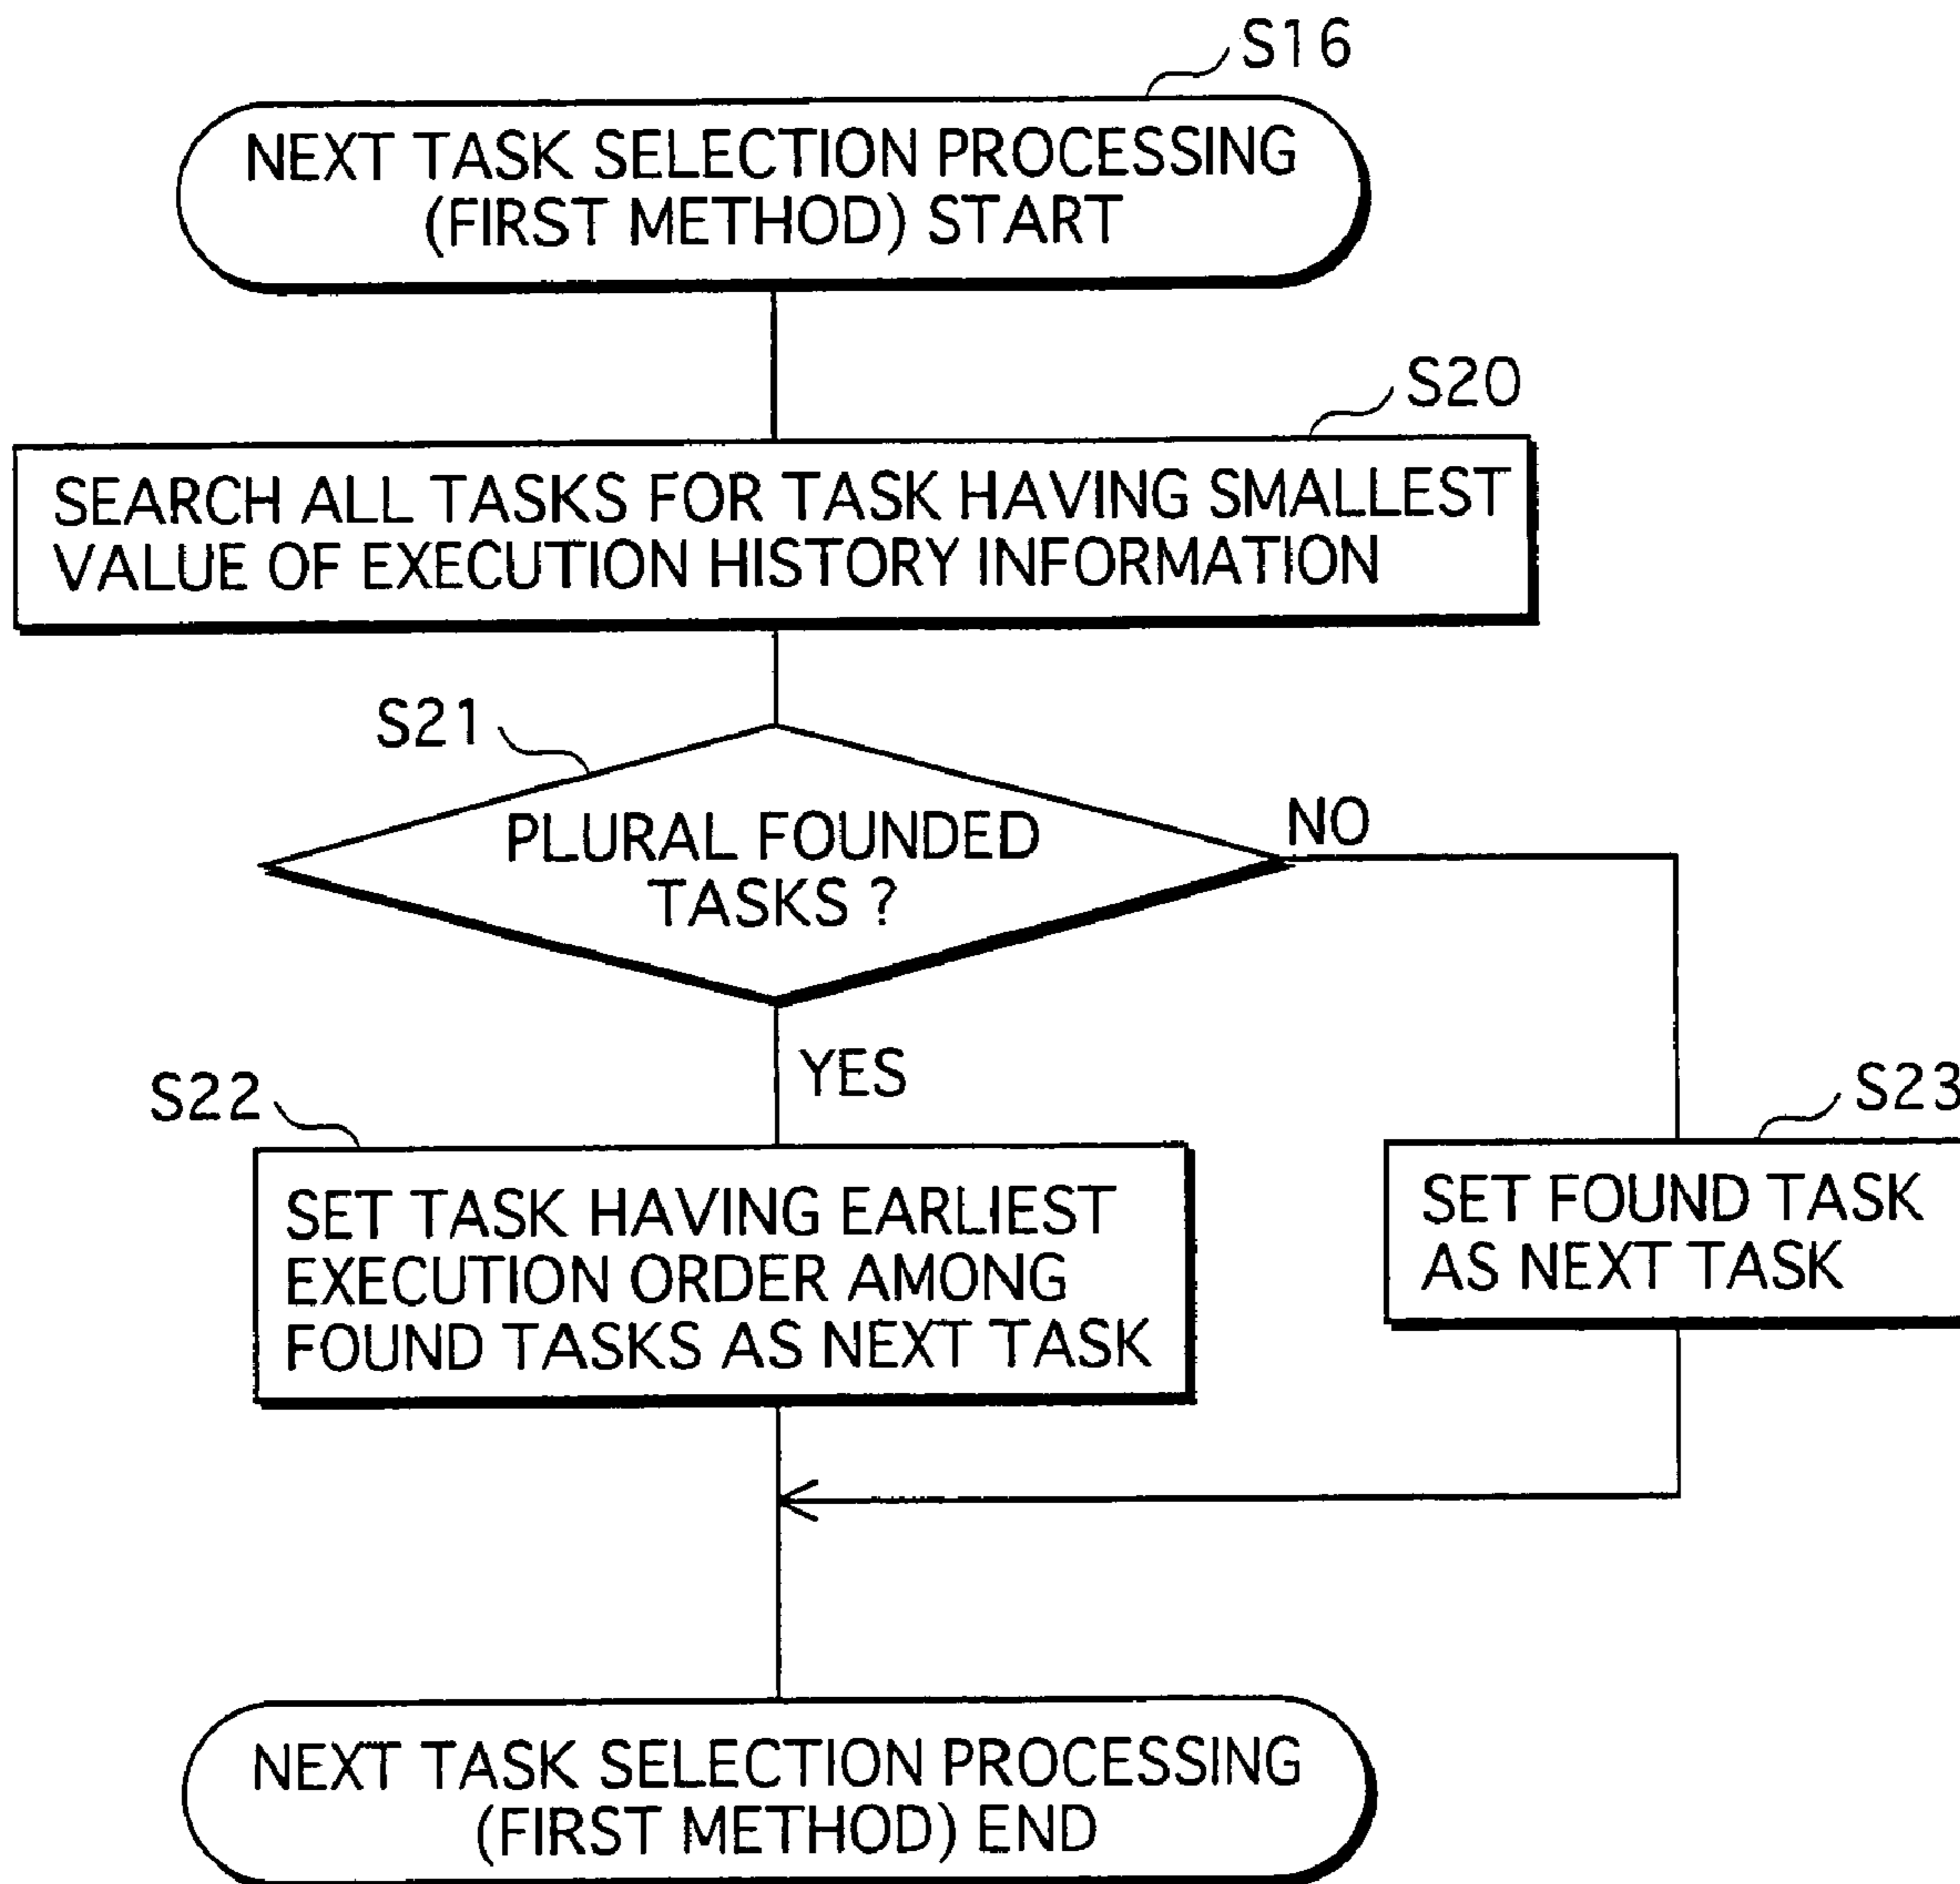 S16
NEXT TASK SELECTION PROCESSING
(FIRST METHOD) START
S20
SEARCH ALL TASKS FOR TASK HAVING SMALLEST
VALUE OF EXECUTION HISTORY INFORMATION
S21
PLURAL FOUNDED
TASKS ?
NO
YES
S22
SET TASK HAVING EARLIEST
EXECUTION ORDER AMONG
FOUND TASKS AS NEXT TASK
S23
SET FOUND TASK
AS NEXT TASK
NEXT TASK SELECTION PROCESSING
(FIRST METHOD) END